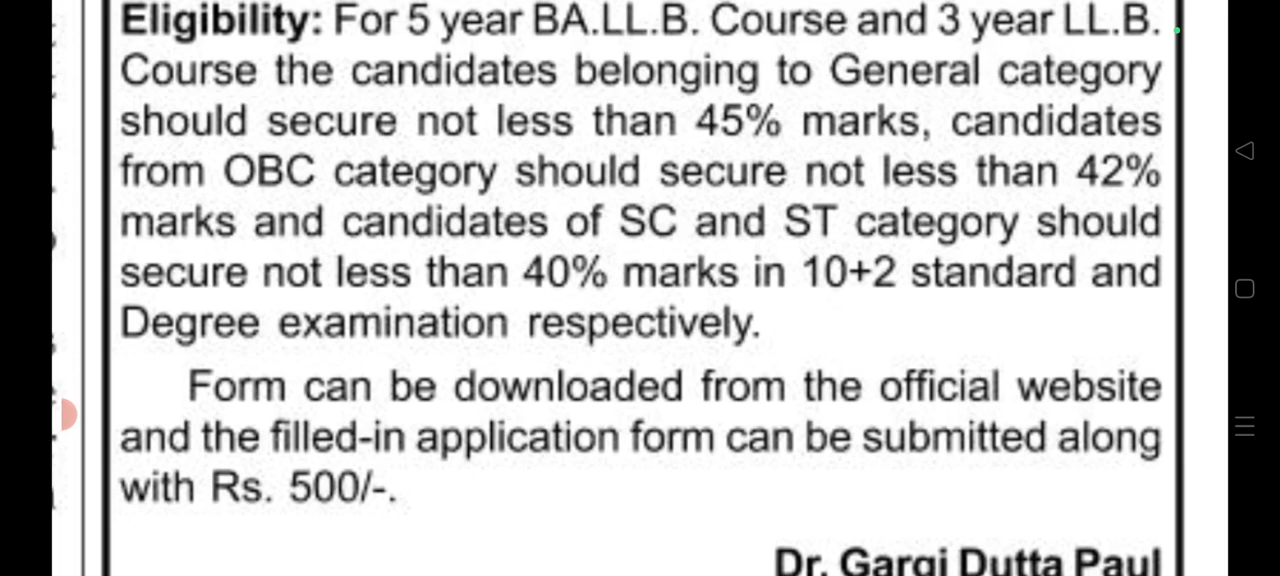 Eligibility: For 5 year BA.LL.B. Course and 3 year LL.B.
Course the candidates belonging to General category
should secure not less than 45% marks, candidates
from OBC category should secure not less than 42%
marks and candidates of SC and ST category should
secure not less than 40% marks in 10+2 standard and
Degree examination respectively.
Form can be downloaded from the official website
and the filled-in application form can be submitted along
with Rs. 500/-.
Dr. Gargi Dutta Paul